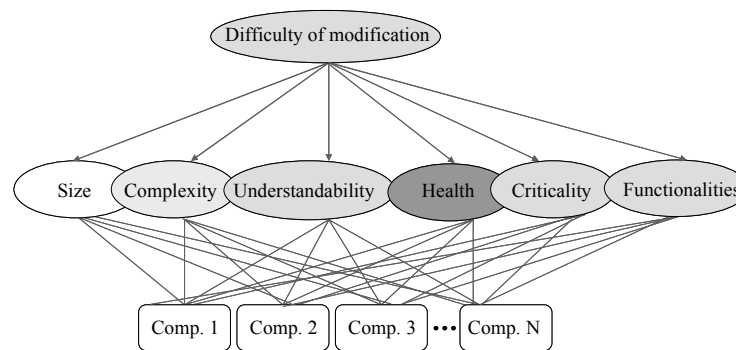 Difficulty of modification
Size
Complexity
Understandability
Health
Criticality
Functionalities
Comp. 1
Comp. 2
Comp. 3
•••
Comp. N